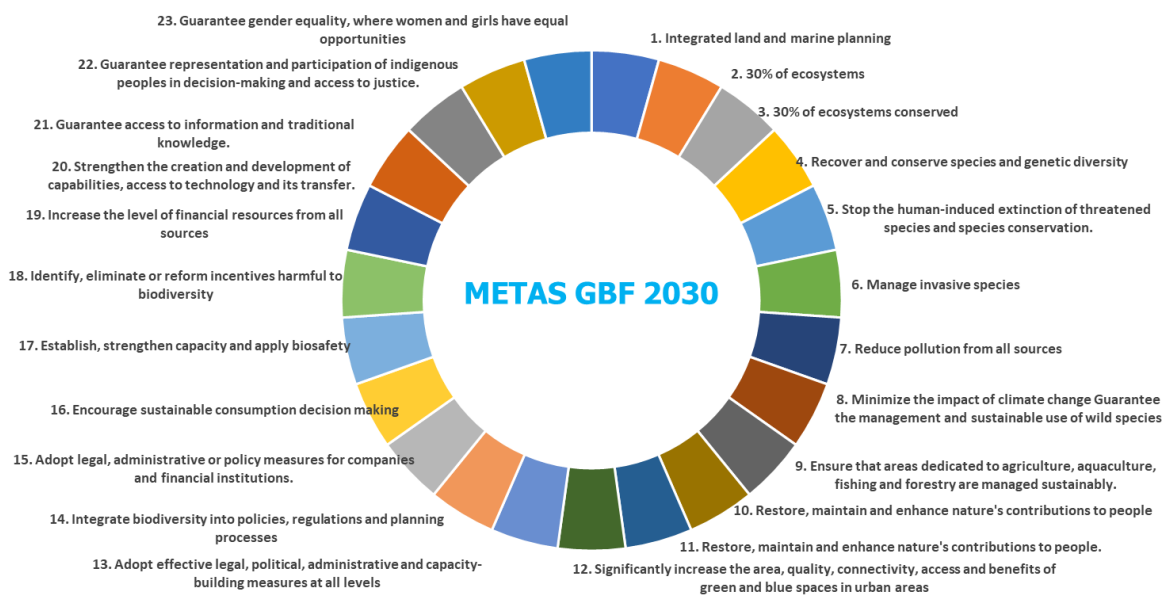 1. Integrated land and marine planning
2. 30% of ecosystems
3. 30% of ecosystems conserved
4. Recover and conserve species and genetic diversity
5. Stop the human-induced extinction of threatened
species and species conservation.
6. Manage invasive species
7. Reduce pollution from all sources
8. Minimize the impact of climate change Guarantee
the management and sustainable use of wild species
9. Ensure that areas dedicated to agriculture, aquaculture,
fishing and forestry are managed sustainably.
10. Restore, maintain and enhance nature's contributions to people
11. Restore, maintain and enhance nature's contributions to people.
12. Significantly increase the area, quality, connectivity, access and benefits of
green and blue spaces in urban areas
13. Adopt effective legal, political, administrative and capacity-
building measures at all levels
14. Integrate biodiversity into policies, regulations and planning
processes
15. Adopt legal, administrative or policy measures for companies
and financial institutions.
16. Encourage sustainable consumption decision making
17. Establish, strengthen capacity and apply biosafety
18. Identify, eliminate or reform incentives harmful to
biodiversity
19. Increase the level of financial resources from all
sources
20. Strengthen the creation and development of
capabilities, access to technology and its transfer.
21. Guarantee access to information and traditional
knowledge.
22. Guarantee representation and participation of indigenous
peoples in decision-making and access to justice.
23. Guarantee gender equality, where women and girls have equal
opportunities
METAS GBF 2030